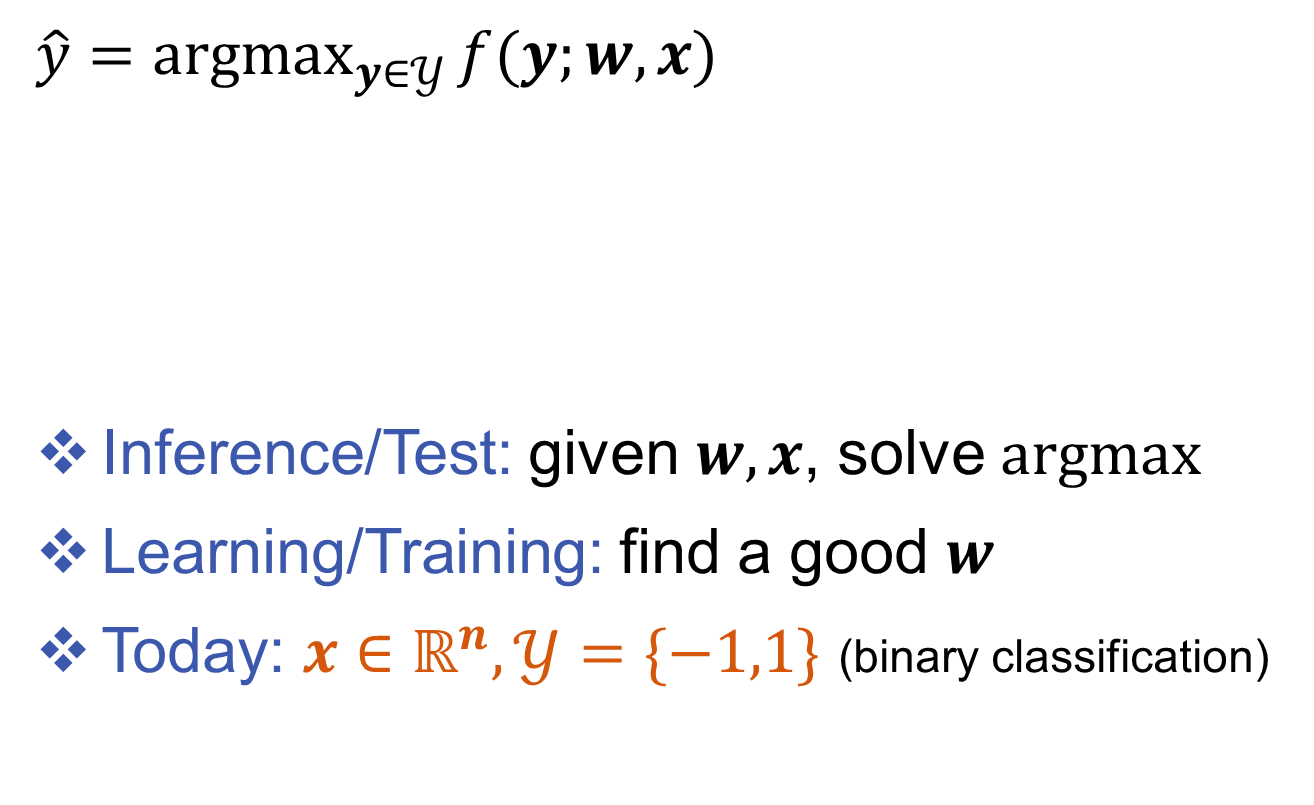 ŷ = argmax_{𝒚∈𝒴} f(𝒚; 𝒘, 𝒙)
❖ Inference/Test: given 𝒘, 𝒙, solve argmax
❖ Learning/Training: find a good 𝒘
❖ Today: 𝒙 ∈ ℝⁿ, 𝒴 = {−1,1} (binary classification)